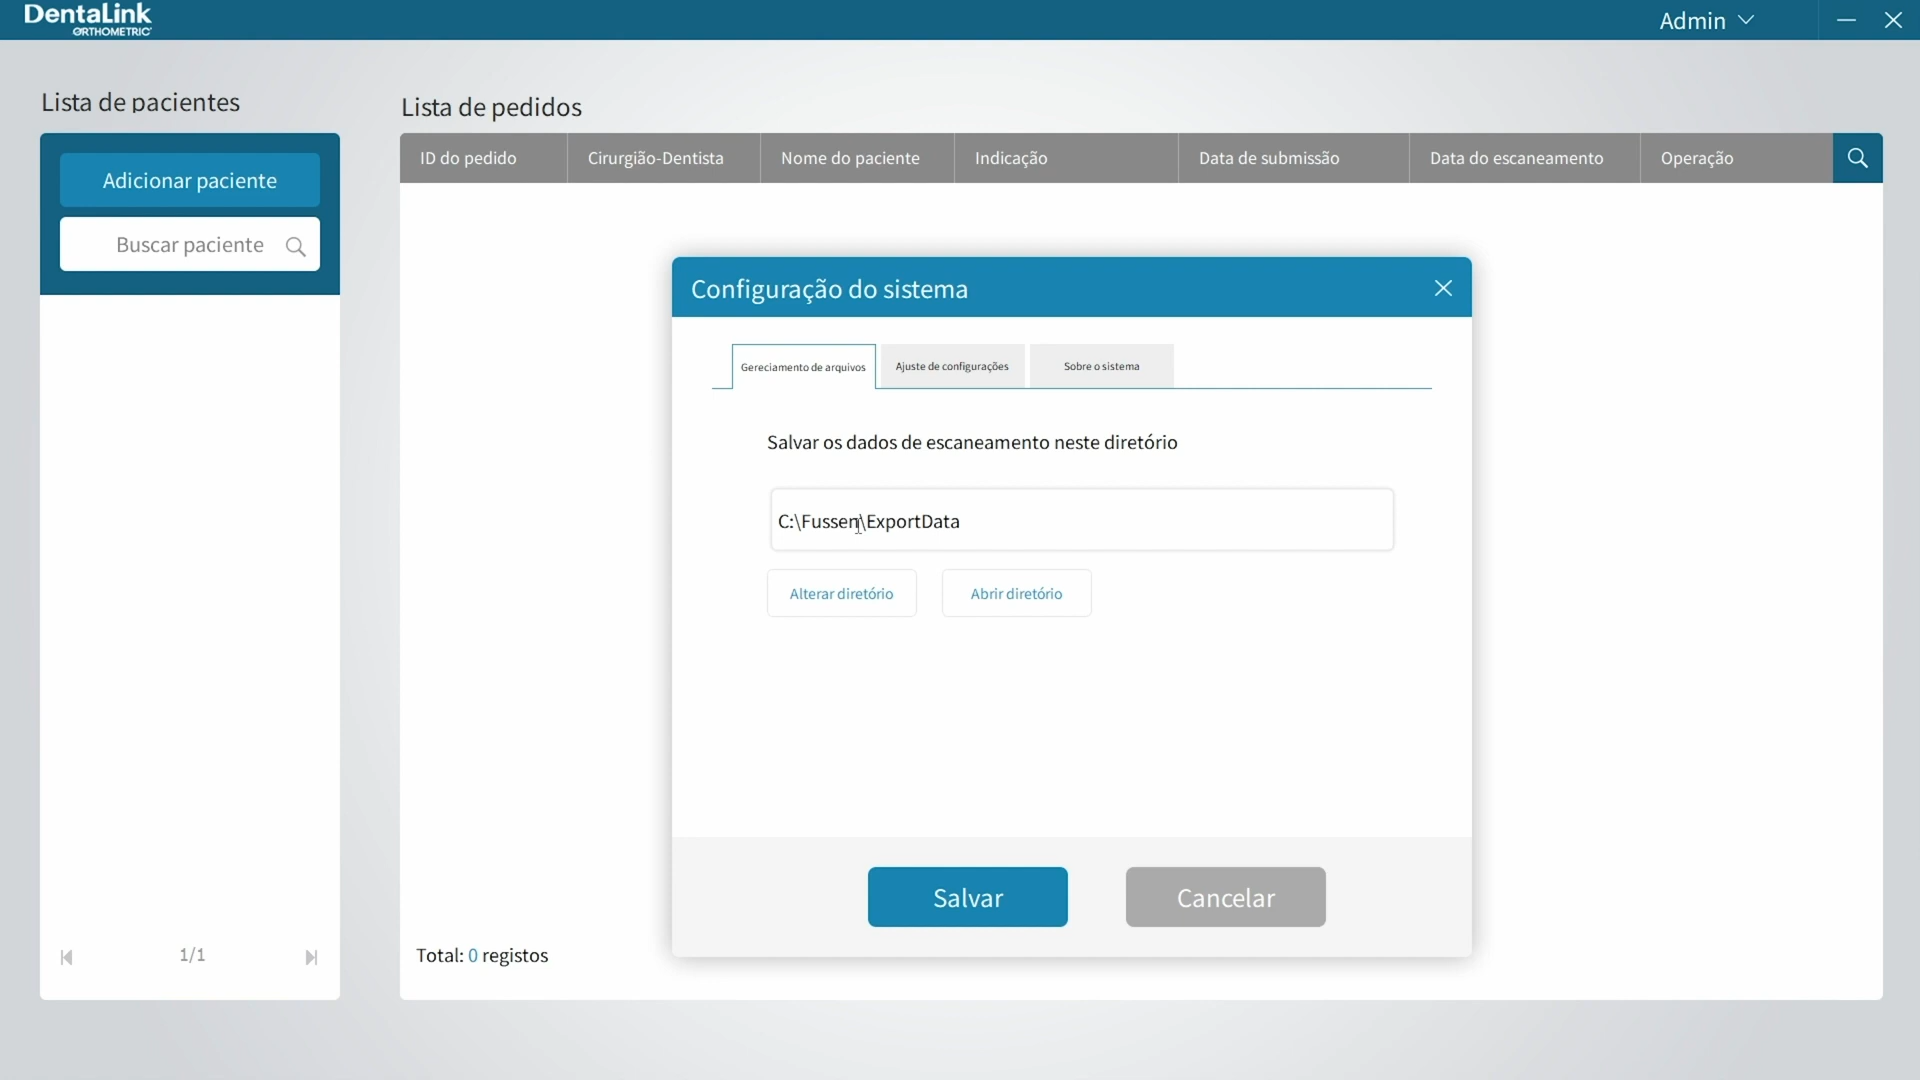 DentaLink
ORTHOMETRIC
Admin
Lista de pacientes
Adicionar paciente
Buscar paciente
1/1
Lista de pedidos
ID do pedido Cirurgião-Dentista Nome do paciente Indicação Data de submissão Data do escaneamento Operação
Total: 0 registos
Configuração do sistema
Gereciamento de arquivos Ajuste de configurações Sobre o sistema
Salvar os dados de escaneamento neste diretório
C:\Fussen\ExportData
Alterar diretório Abrir diretório
Salvar Cancelar